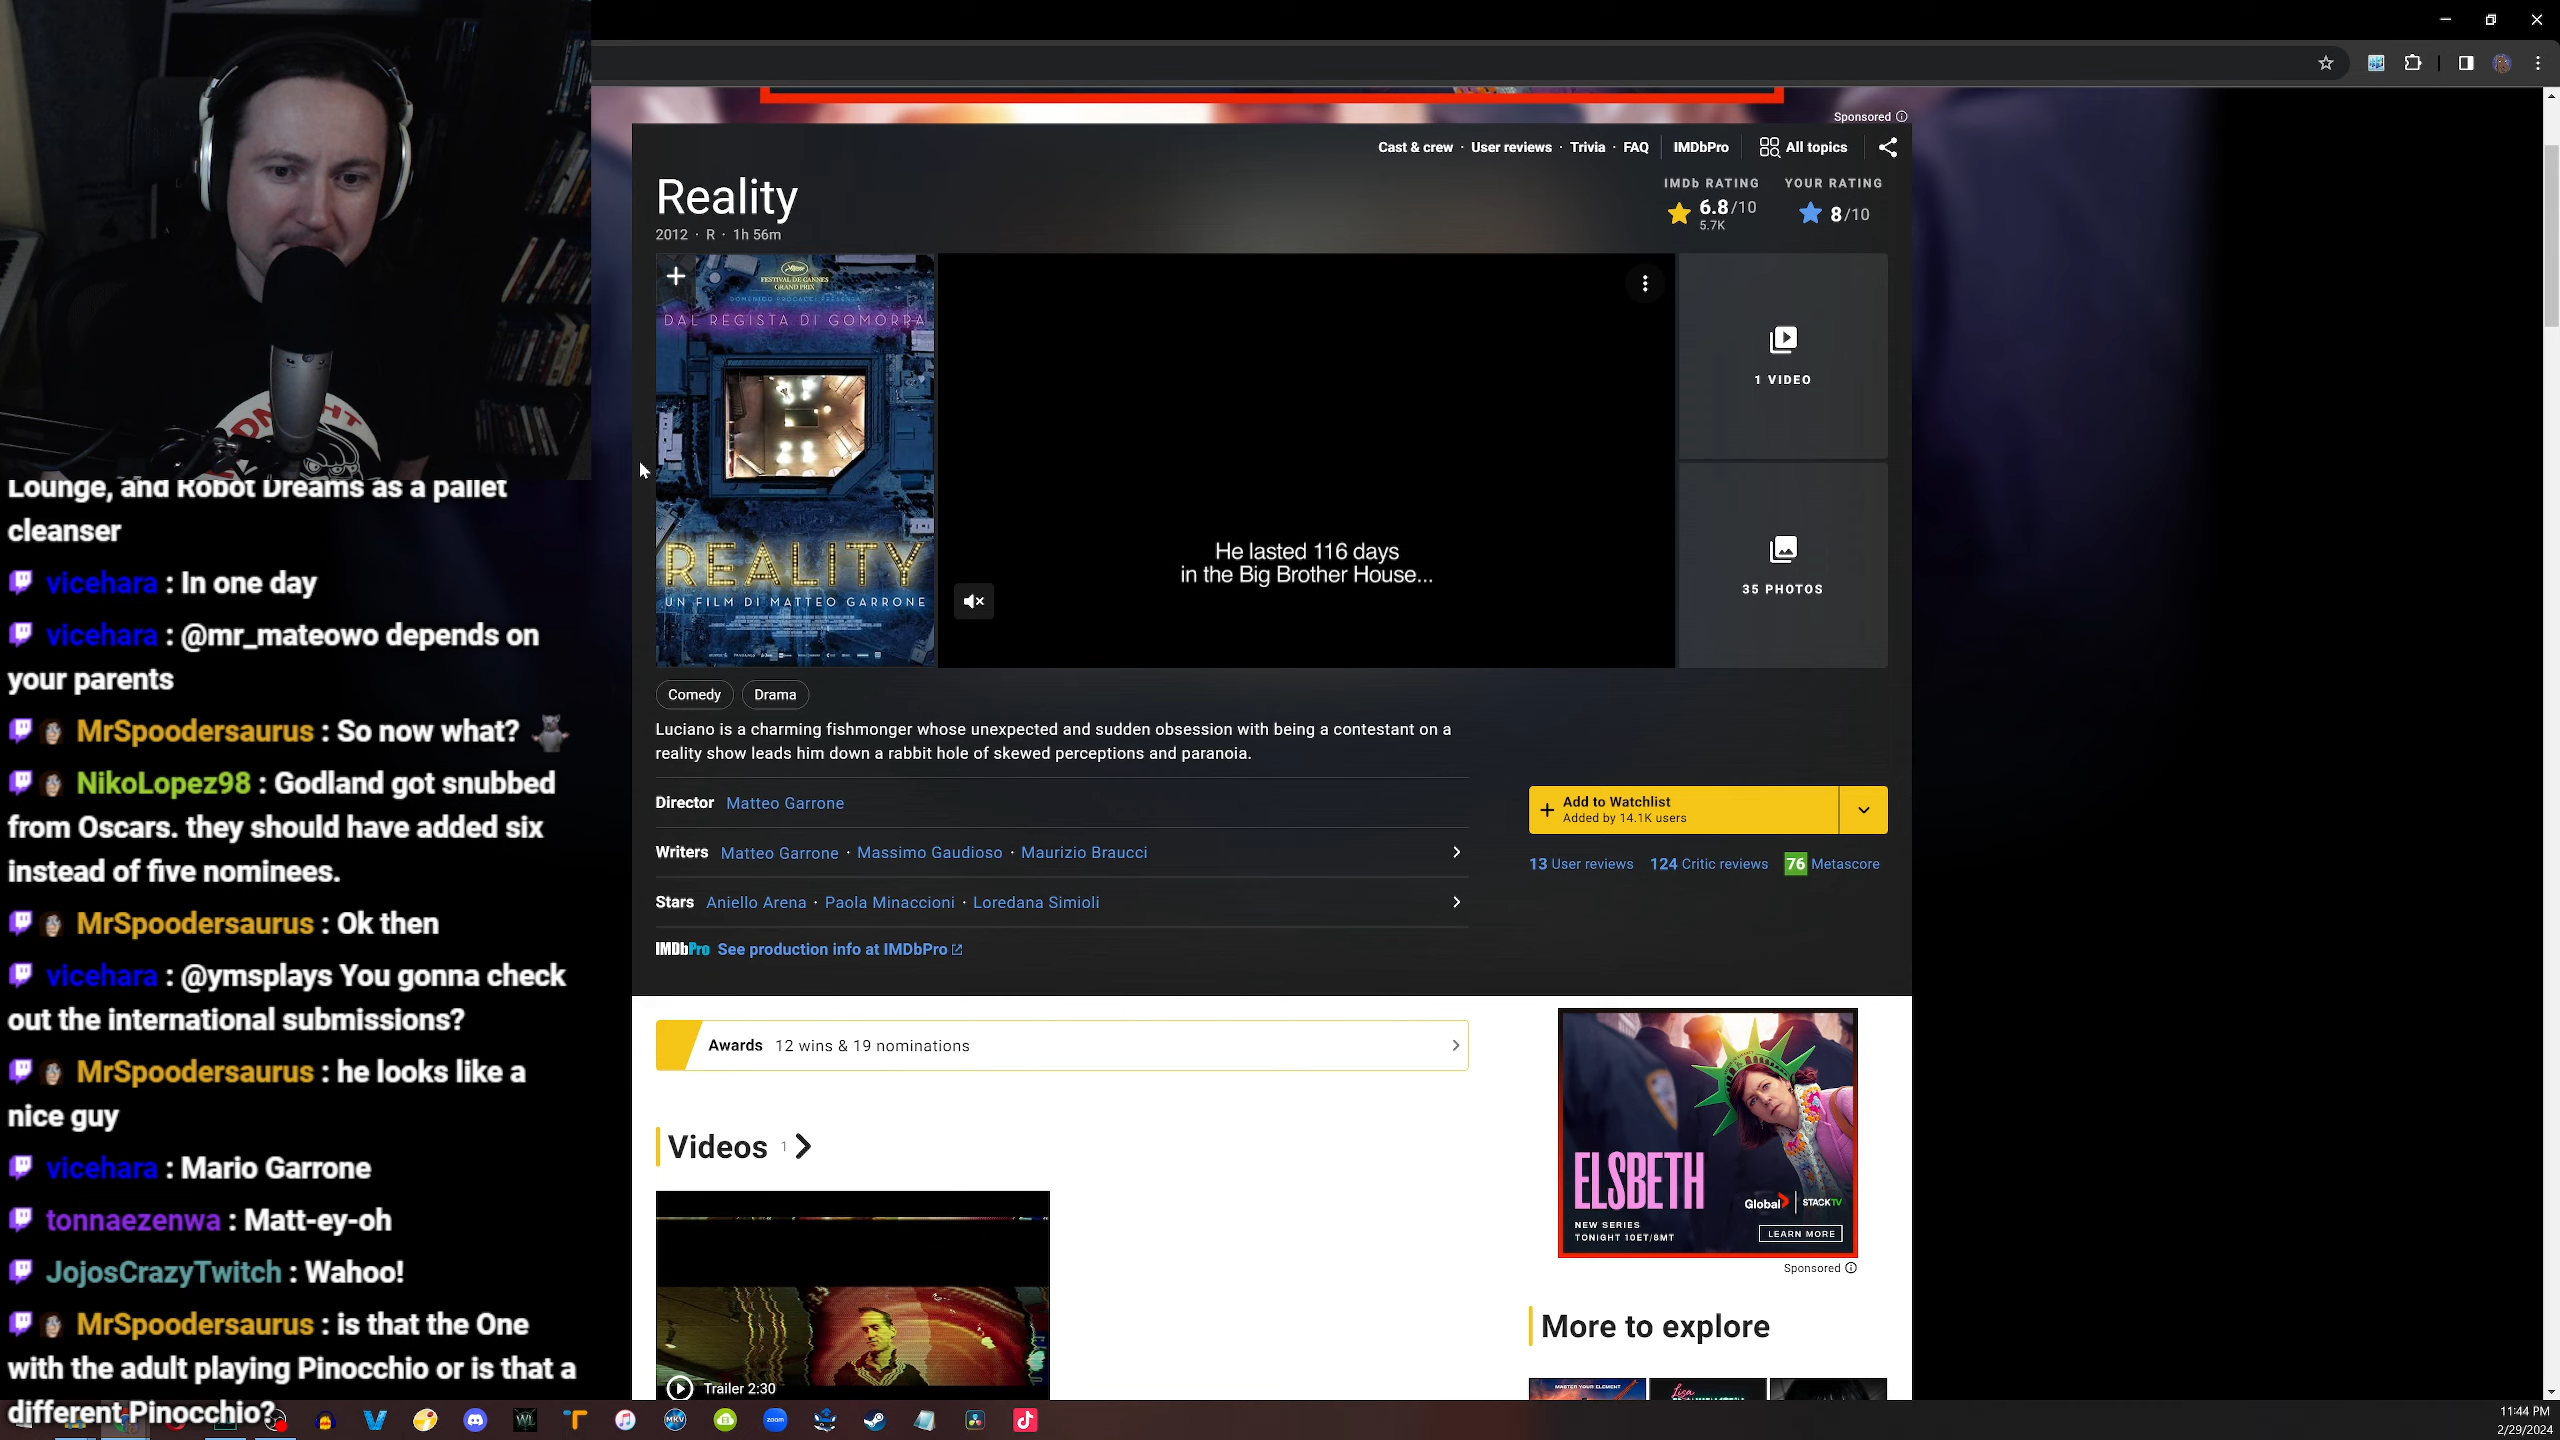 Sponsored
Cast & crew · User reviews · Trivia · FAQ
IMDbPro
All topics
Reality
2012 · R · 1h 56m
IMDb RATING
6.8/10
5.7K
YOUR RATING
8/10
FESTIVAL DE CANNES
GRAND PRIX
DOMENICO PROCACCI PRESENTA
DAL REGISTA DI GOMORRA
REALITY
UN FILM DI MATTEO GARRONE
He lasted 116 days
in the Big Brother House...
1 VIDEO
35 PHOTOS
Comedy
Drama
Luciano is a charming fishmonger whose unexpected and sudden obsession with being a contestant on a
reality show leads him down a rabbit hole of skewed perceptions and paranoia.
Director Matteo Garrone
Writers Matteo Garrone · Massimo Gaudioso · Maurizio Braucci
Stars Aniello Arena · Paola Minaccioni · Loredana Simioli
IMDbPro See production info at IMDbPro
Add to Watchlist
Added by 14.1K users
13 User reviews 124 Critic reviews 76 Metascore
Awards 12 wins & 19 nominations
Videos 1
Trailer 2:30
ELSBETH
NEW SERIES
TONIGHT 10ET/8MT
Global
STACKTV
LEARN MORE
Sponsored
More to explore
MASTER YOUR ELEMENT
Lisa
Lounge, and Robot Dreams as a pallet
cleanser
vicehara : In one day
vicehara : @mr_mateowo depends on
your parents
MrSpoodersaurus : So now what?
NikoLopez98 : Godland got snubbed
from Oscars. they should have added six
instead of five nominees.
MrSpoodersaurus : Ok then
vicehara : @ymsplays You gonna check
out the international submissions?
MrSpoodersaurus : he looks like a
nice guy
vicehara : Mario Garrone
tonnaezenwa : Matt-ey-oh
JojosCrazyTwitch : Wahoo!
MrSpoodersaurus : is that the One
with the adult playing Pinocchio or is that a
different Pinocchio?
MKV
zoom
11:44 PM
2/29/2024